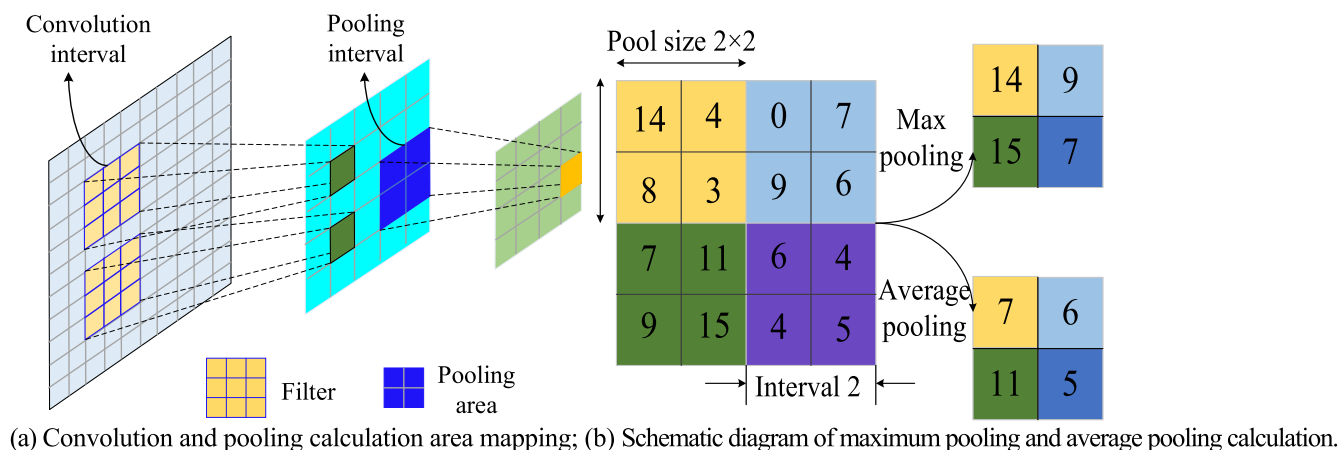 Convolution
interval
Pooling
interval
Filter
Pooling
area
Pool size 2×2
14 4 0 7
8 3 9 6
7 11 6 4
9 15 4 5
Interval 2
Max
pooling
14 9
15 7
Average
pooling
7 6
11 5
(a) Convolution and pooling calculation area mapping; (b) Schematic diagram of maximum pooling and average pooling calculation.